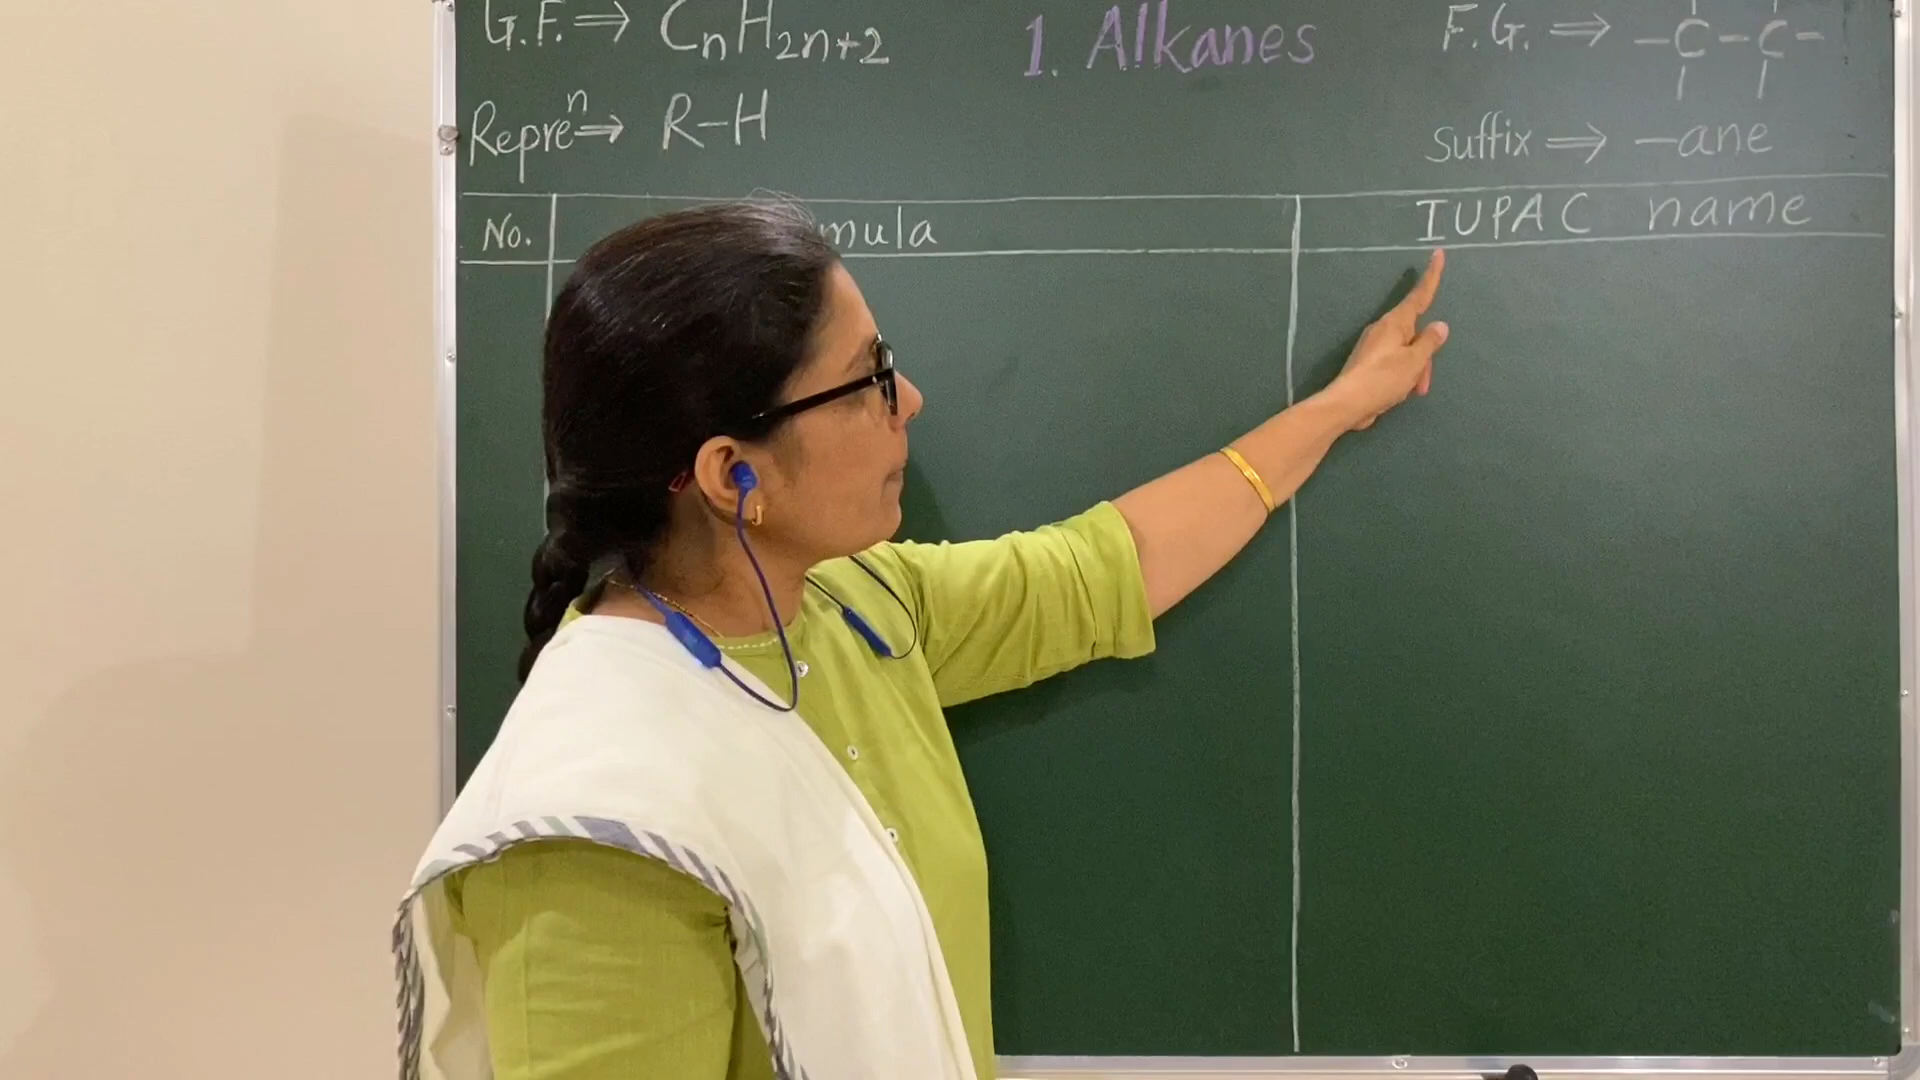 G.F. ⇒ CnH2n+2
1. Alkanes
F.G. ⇒ –C–C–
Repreⁿ ⇒ R–H
Suffix ⇒ –ane
No.
mula
IUPAC name